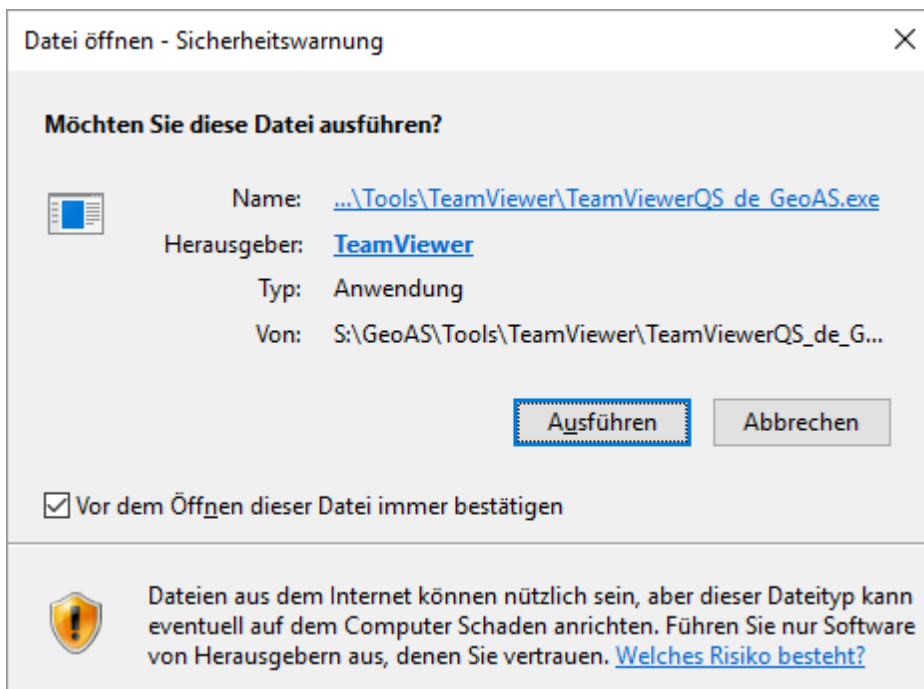 Datei öffnen - Sicherheitswarnung
Möchten Sie diese Datei ausführen?
Name: ...\Tools\TeamViewer\TeamViewerQS_de_GeoAS.exe
Herausgeber: TeamViewer
Typ: Anwendung
Von: S:\GeoAS\Tools\TeamViewer\TeamViewerQS_de_G...
Ausführen Abbrechen
Vor dem Öffnen dieser Datei immer bestätigen
Dateien aus dem Internet können nützlich sein, aber dieser Dateityp kann
eventuell auf dem Computer Schaden anrichten. Führen Sie nur Software
von Herausgebern aus, denen Sie vertrauen. Welches Risiko besteht?